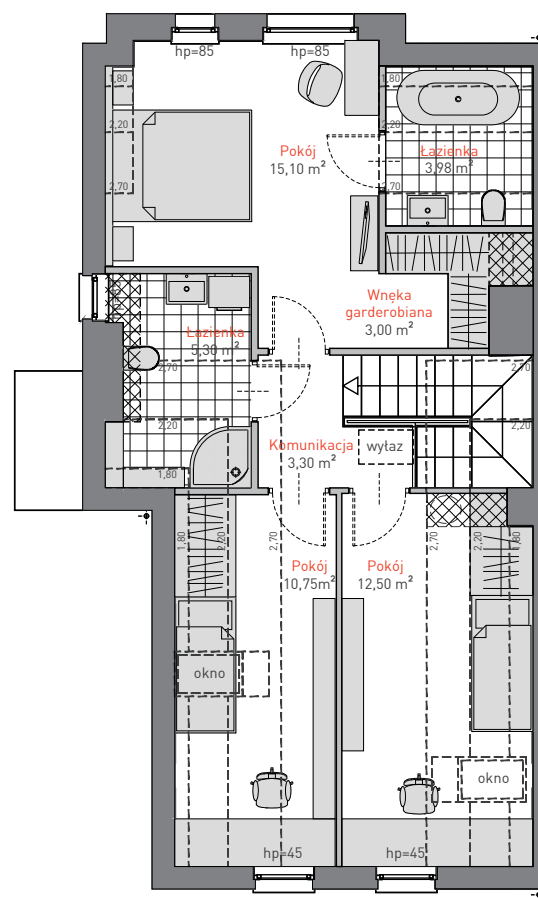 hp=85
hp=85
1,80
1,80
2,20
2,20
Pokój
15,10 m²
Łazienka
3,98 m²
2,70
2,70
Wnęka
garderobiana
3,00 m²
Łazienka
5,30 m²
2,70
2,70
2,20
2,20
Komunikacja
3,30 m²
wyłaz
1,80
1,80
2,20
2,70
2,70
2,20
1,80
Pokój
10,75m²
Pokój
12,50 m²
okno
okno
hp=45
hp=45